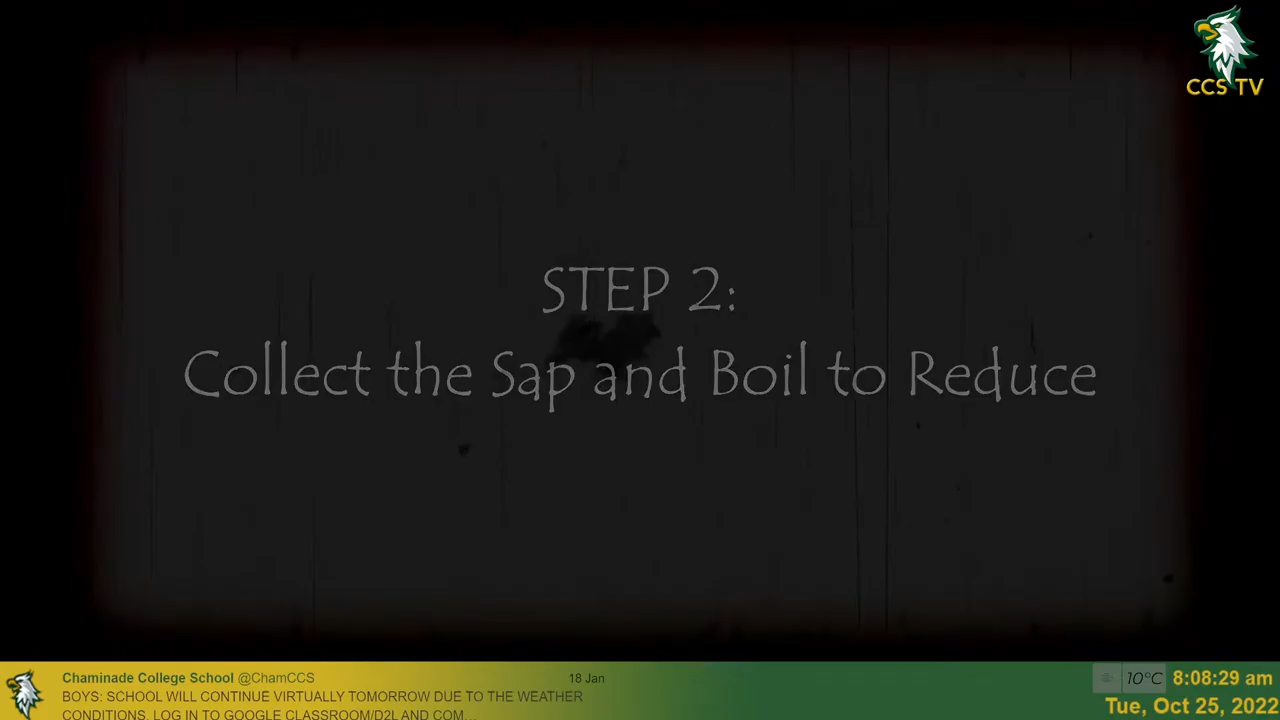 CCS TV
STEP 2:
Collect the Sap and Boil to Reduce
Chaminade College School @ChamCCS 18 Jan
BOYS: SCHOOL WILL CONTINUE VIRTUALLY TOMORROW DUE TO THE WEATHER
CONDITIONS. LOG IN TO GOOGLE CLASSROOM/D2L AND COM...
10°C 8:08:29 am
Tue, Oct 25, 2022